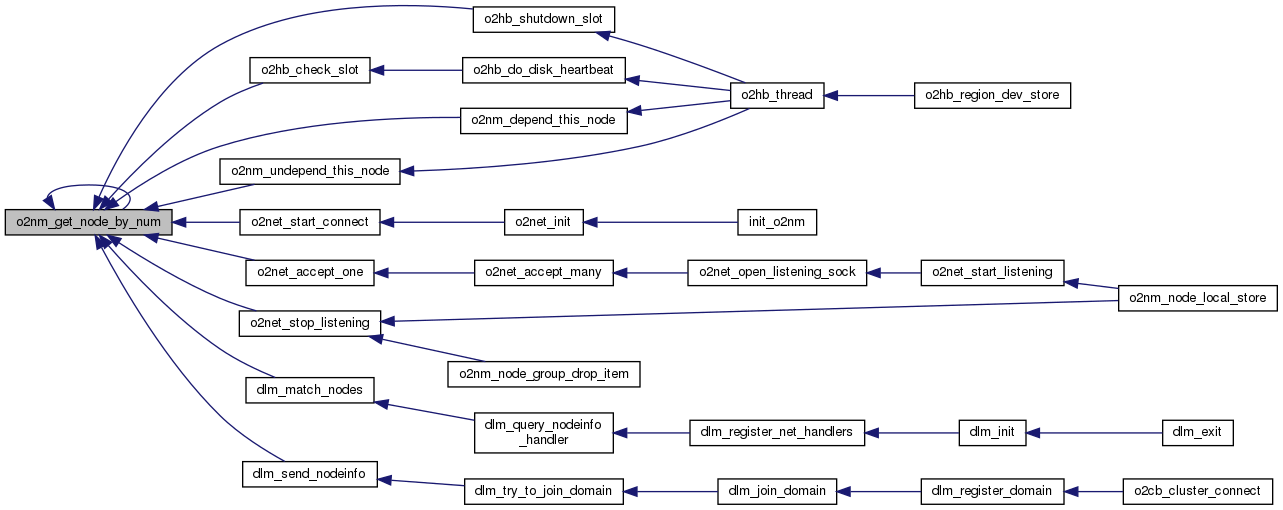 o2hb_shutdown_slot
o2hb_check_slot
o2hb_do_disk_heartbeat
o2hb_thread
o2hb_region_dev_store
o2nm_depend_this_node
o2nm_undepend_this_node
o2nm_get_node_by_num
o2net_start_connect
o2net_init
init_o2nm
o2net_accept_one
o2net_accept_many
o2net_open_listening_sock
o2net_start_listening
o2nm_node_local_store
o2net_stop_listening
o2nm_node_group_drop_item
dlm_match_nodes
dlm_query_nodeinfo
_handler
dlm_register_net_handlers
dlm_init
dlm_exit
dlm_send_nodeinfo
dlm_try_to_join_domain
dlm_join_domain
dlm_register_domain
o2cb_cluster_connect